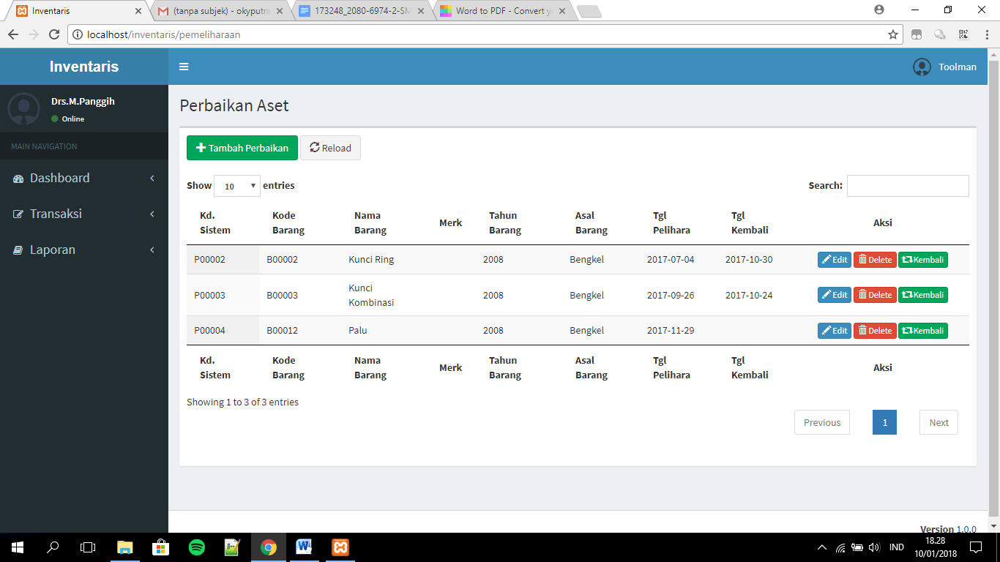 Inventaris
(tanpa subjek) - okyputra
173248_2080-6974-2-SM
Word to PDF - Convert y
localhost/inventaris/pemeliharaan
Inventaris
Toolman
Drs.M.Panggih
Online
MAIN NAVIGATION
Dashboard
Transaksi
Laporan
Perbaikan Aset
Tambah Perbaikan Reload
Show 10 entries Search:
Kd. Sistem Kode Barang Nama Barang Merk Tahun Barang Asal Barang Tgl Pelihara Tgl Kembali Aksi
P00002 B00002 Kunci Ring 2008 Bengkel 2017-07-04 2017-10-30 Edit Delete Kembali
P00003 B00003 Kunci Kombinasi 2008 Bengkel 2017-09-26 2017-10-24 Edit Delete Kembali
P00004 B00012 Palu 2008 Bengkel 2017-11-29 Edit Delete Kembali
Kd. Sistem Kode Barang Nama Barang Merk Tahun Barang Asal Barang Tgl Pelihara Tgl Kembali Aksi
Showing 1 to 3 of 3 entries
Previous 1 Next
Version 1.0.0
IND
18.28
10/01/2018